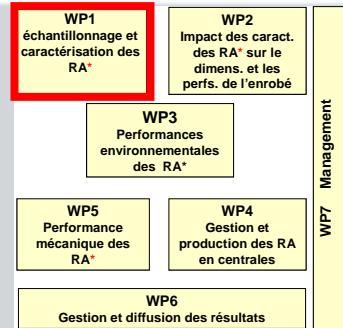 WP1
échantillonnage et
caractérisation des
RA*
WP2
Impact des caract.
des RA* sur le
dimens. et les
perfs. de l'enrobé
WP3
Performances
environnementales
des RA*
WP5
Performance
mécanique des
RA*
WP4
Gestion et
production des RA
en centrales
WP6
Gestion et diffusion des résultats
WP7 Management